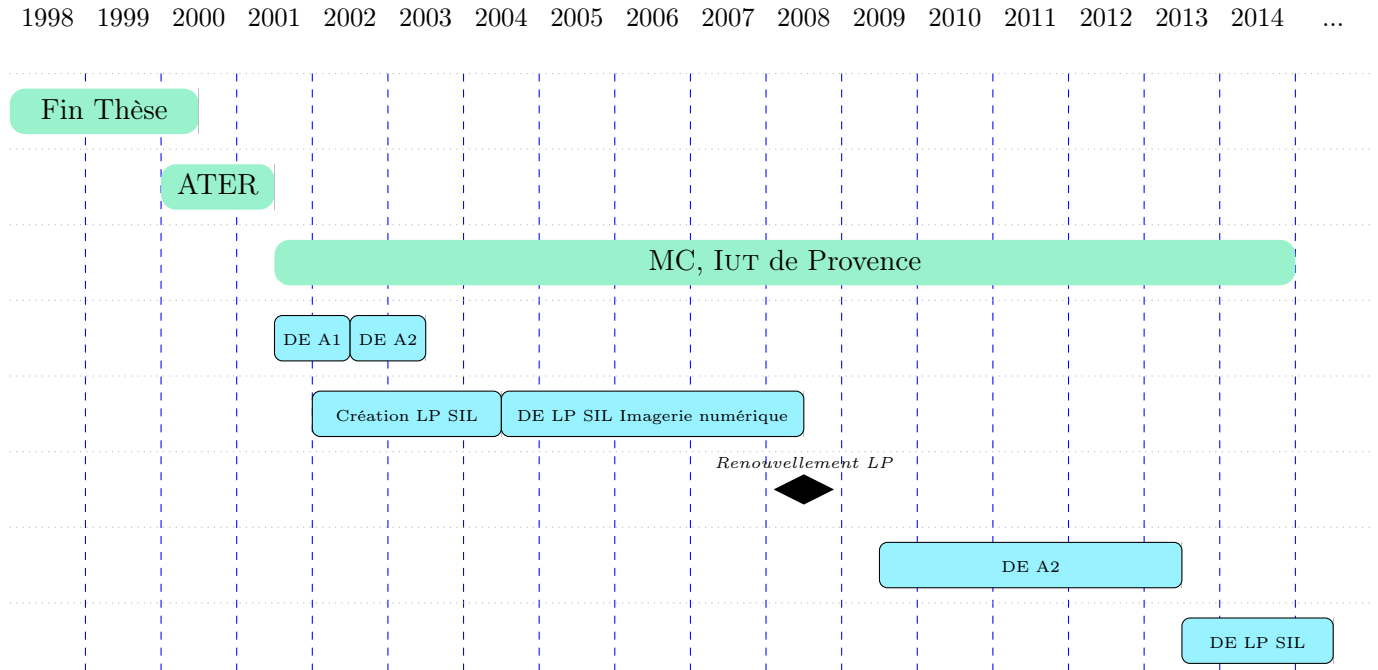 1998 1999 2000 2001 2002 2003 2004 2005 2006 2007 2008 2009 2010 2011 2012 2013 2014 ...
Fin Thèse
ATER
MC, IUT de Provence
DE A1 DE A2
Création LP SIL DE LP SIL Imagerie numérique
Renouvellement LP
DE A2
DE LP SIL